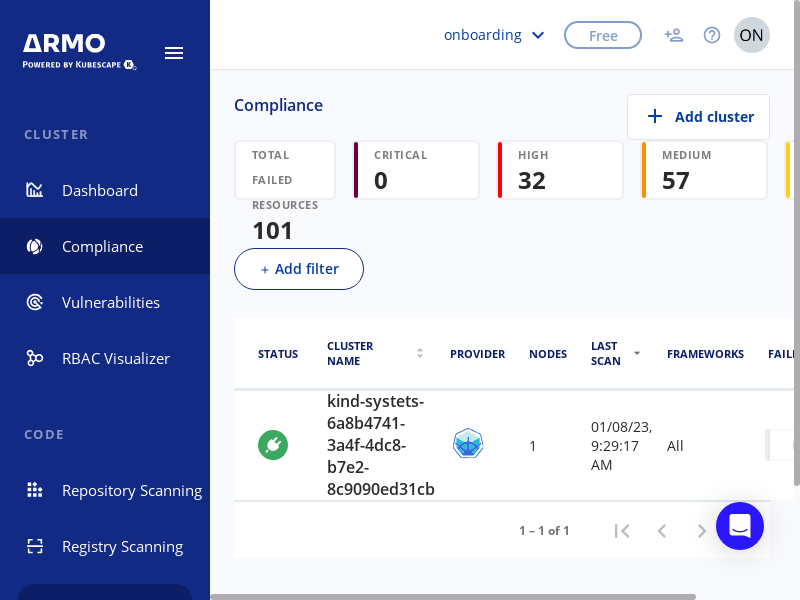 ARMO
POWERED BY KUBESCAPE
onboarding
Free
ON
CLUSTER
Dashboard
Compliance
Vulnerabilities
RBAC Visualizer
CODE
Repository Scanning
Registry Scanning
Compliance
+ Add cluster
TOTAL
FAILED
RESOURCES
101
CRITICAL
0
HIGH
32
MEDIUM
57
+ Add filter
STATUS
CLUSTER
NAME
PROVIDER
NODES
LAST
SCAN
FRAMEWORKS
kind-systets-
6a8b4741-
3a4f-4dc8-
b7e2-
8c9090ed31cb
1
01/08/23,
9:29:17
AM
All
1 – 1 of 1